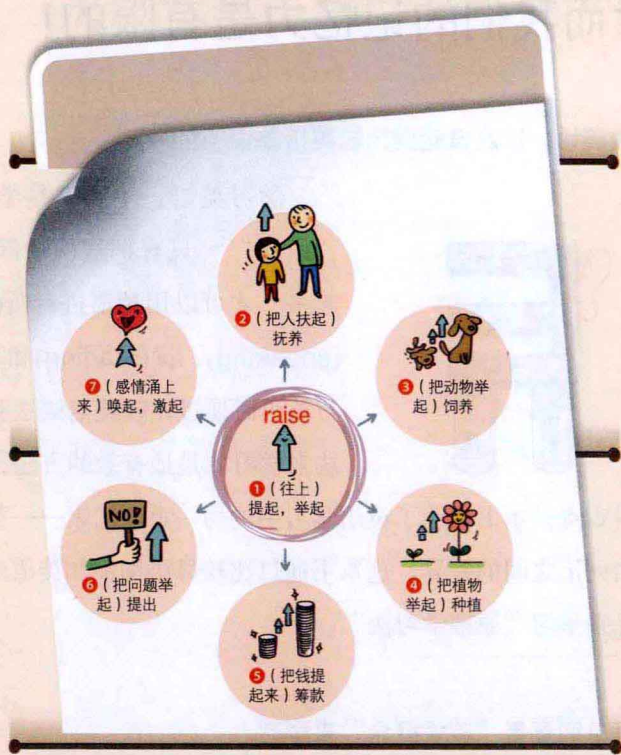 ❷（把人扶起）
抚养
❼（感情涌上
来）唤起，激起
❸（把动物举
起）饲养
raise
❶（往上）
提起，举起
NO!
❻（把问题举
起）提出
❹（把植物
举起）种植
❺（把钱提
起来）筹款